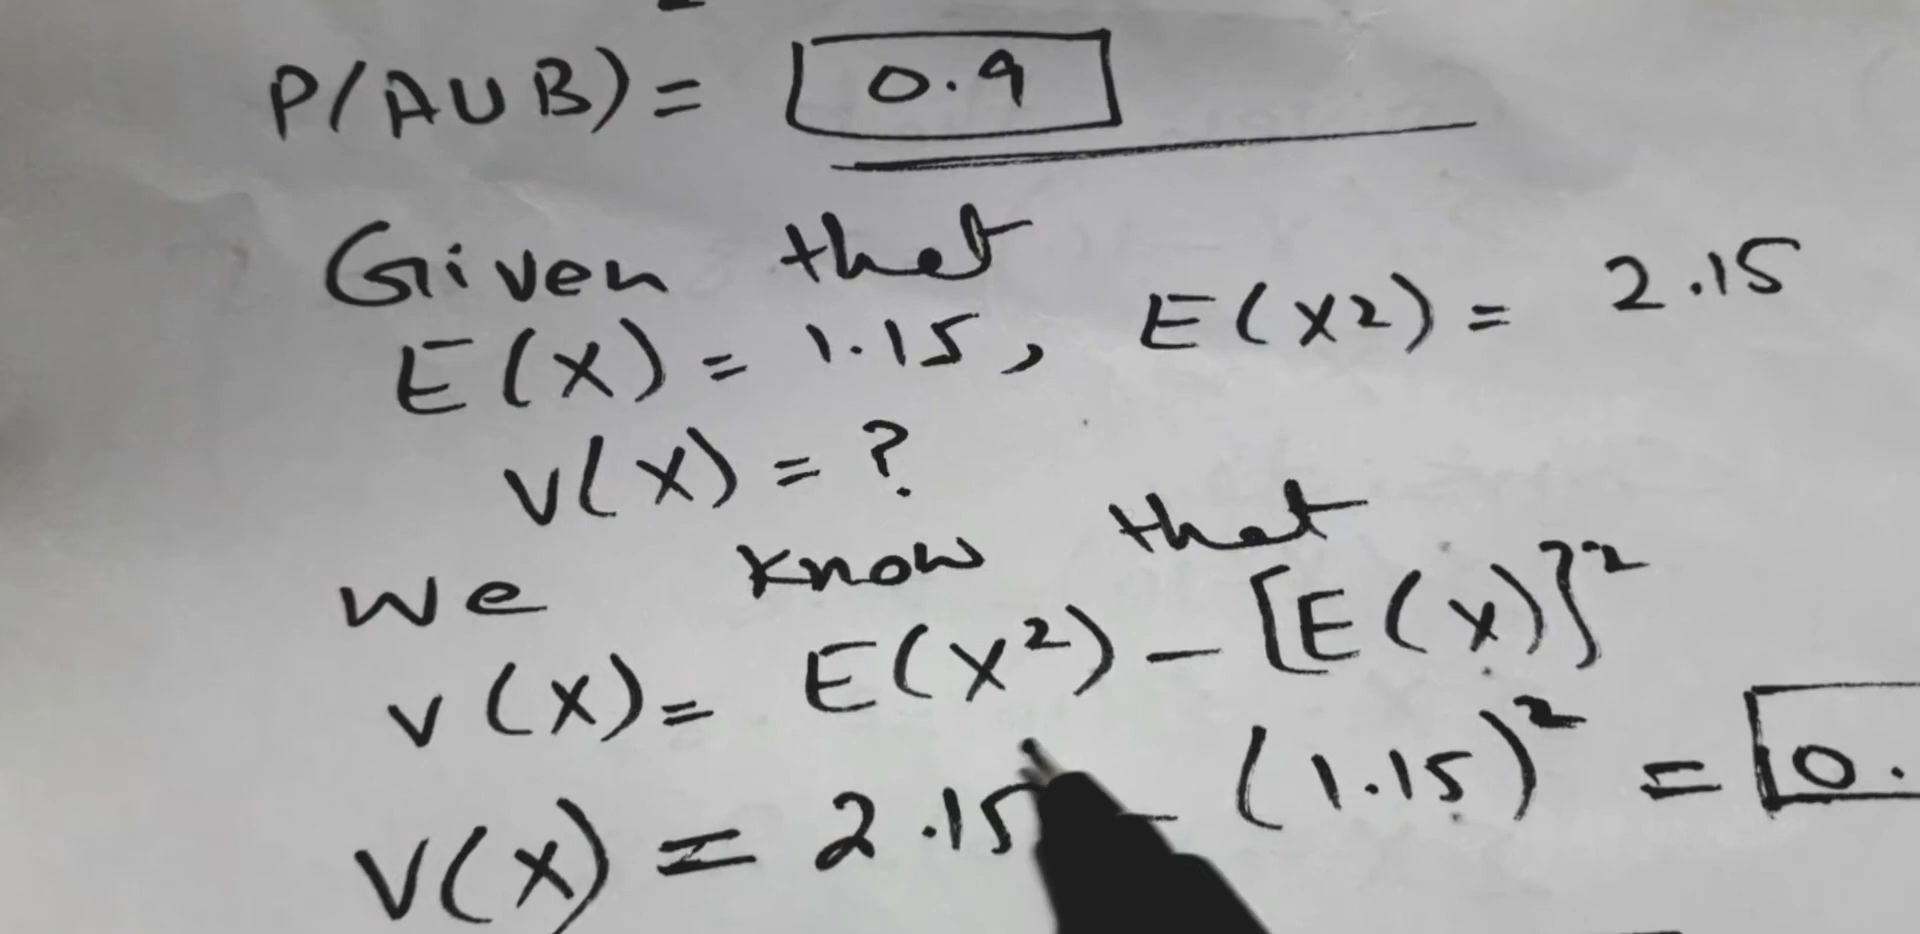 P(AUB) = 0.9
Given that
E(X) = 1.15, E(X2) = 2.15
V(X) = ?
We know that
V(X) = E(X²) - [E(X)]²
V(X) = 2.15 - (1.15)² = 0.